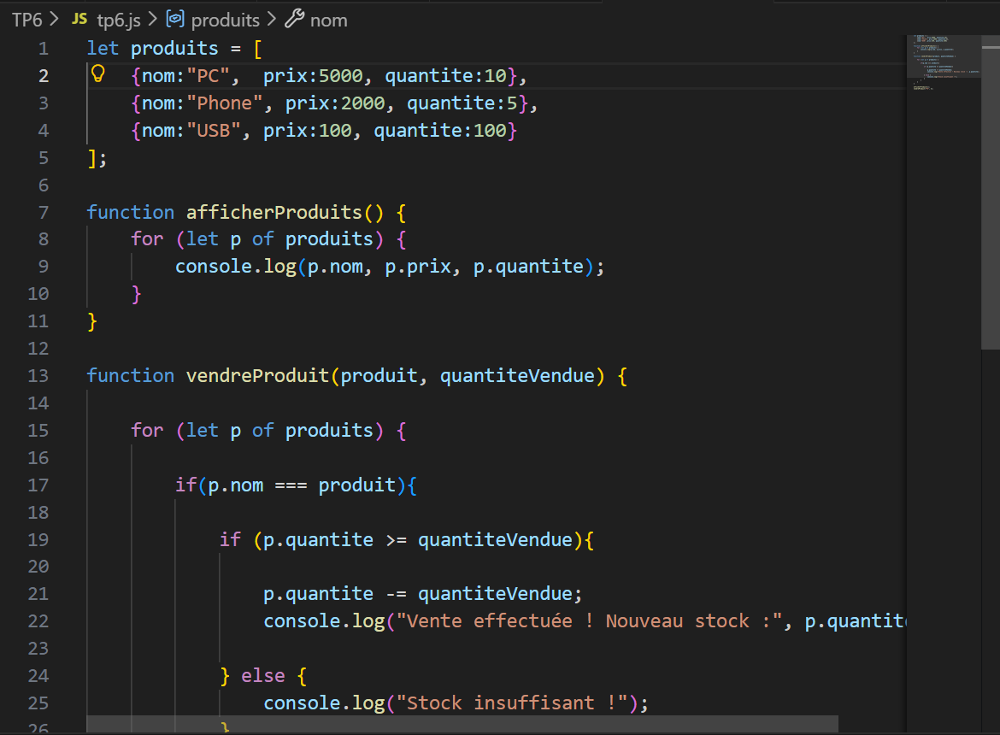 TP6 > JS tp6.js > produits > nom
1 let produits = [
2 {nom:"PC",  prix:5000, quantite:10},
3 {nom:"Phone", prix:2000, quantite:5},
4 {nom:"USB", prix:100, quantite:100}
5 ];
6
7 function afficherProduits() {
8 for (let p of produits) {
9 console.log(p.nom, p.prix, p.quantite);
10 }
11 }
12
13 function vendreProduit(produit, quantiteVendue) {
14
15 for (let p of produits) {
16
17 if(p.nom === produit){
18
19 if (p.quantite >= quantiteVendue){
20
21 p.quantite -= quantiteVendue;
22 console.log("Vente effectuée ! Nouveau stock :", p.quantite
23
24 } else {
25 console.log("Stock insuffisant !");
26 }